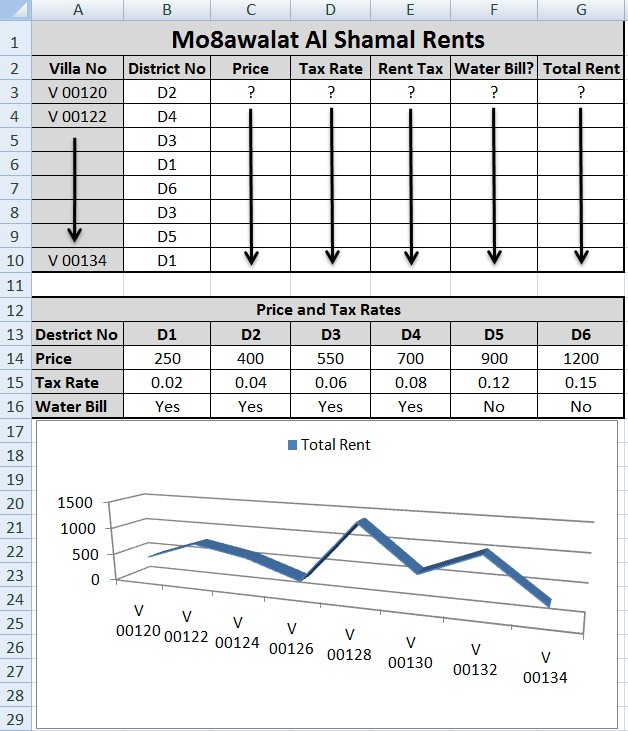 A B C D E F G
1 Mo8awalat Al Shamal Rents
2 Villa No District No Price Tax Rate Rent Tax Water Bill? Total Rent
3 V 00120 D2 ? ? ? ? ?
4 V 00122 D4
5 D3
6 D1
7 D6
8 D3
9 D5
10 V 00134 D1
11
12 Price and Tax Rates
13 Destrict No D1 D2 D3 D4 D5 D6
14 Price 250 400 550 700 900 1200
15 Tax Rate 0.02 0.04 0.06 0.08 0.12 0.15
16 Water Bill Yes Yes Yes Yes No No
17
18 Total Rent
19
20 1500
21 1000
22 500
23 0
24
25 V 00120 V 00122 V 00124 V 00126 V 00128 V 00130 V 00132 V 00134
26
27
28
29